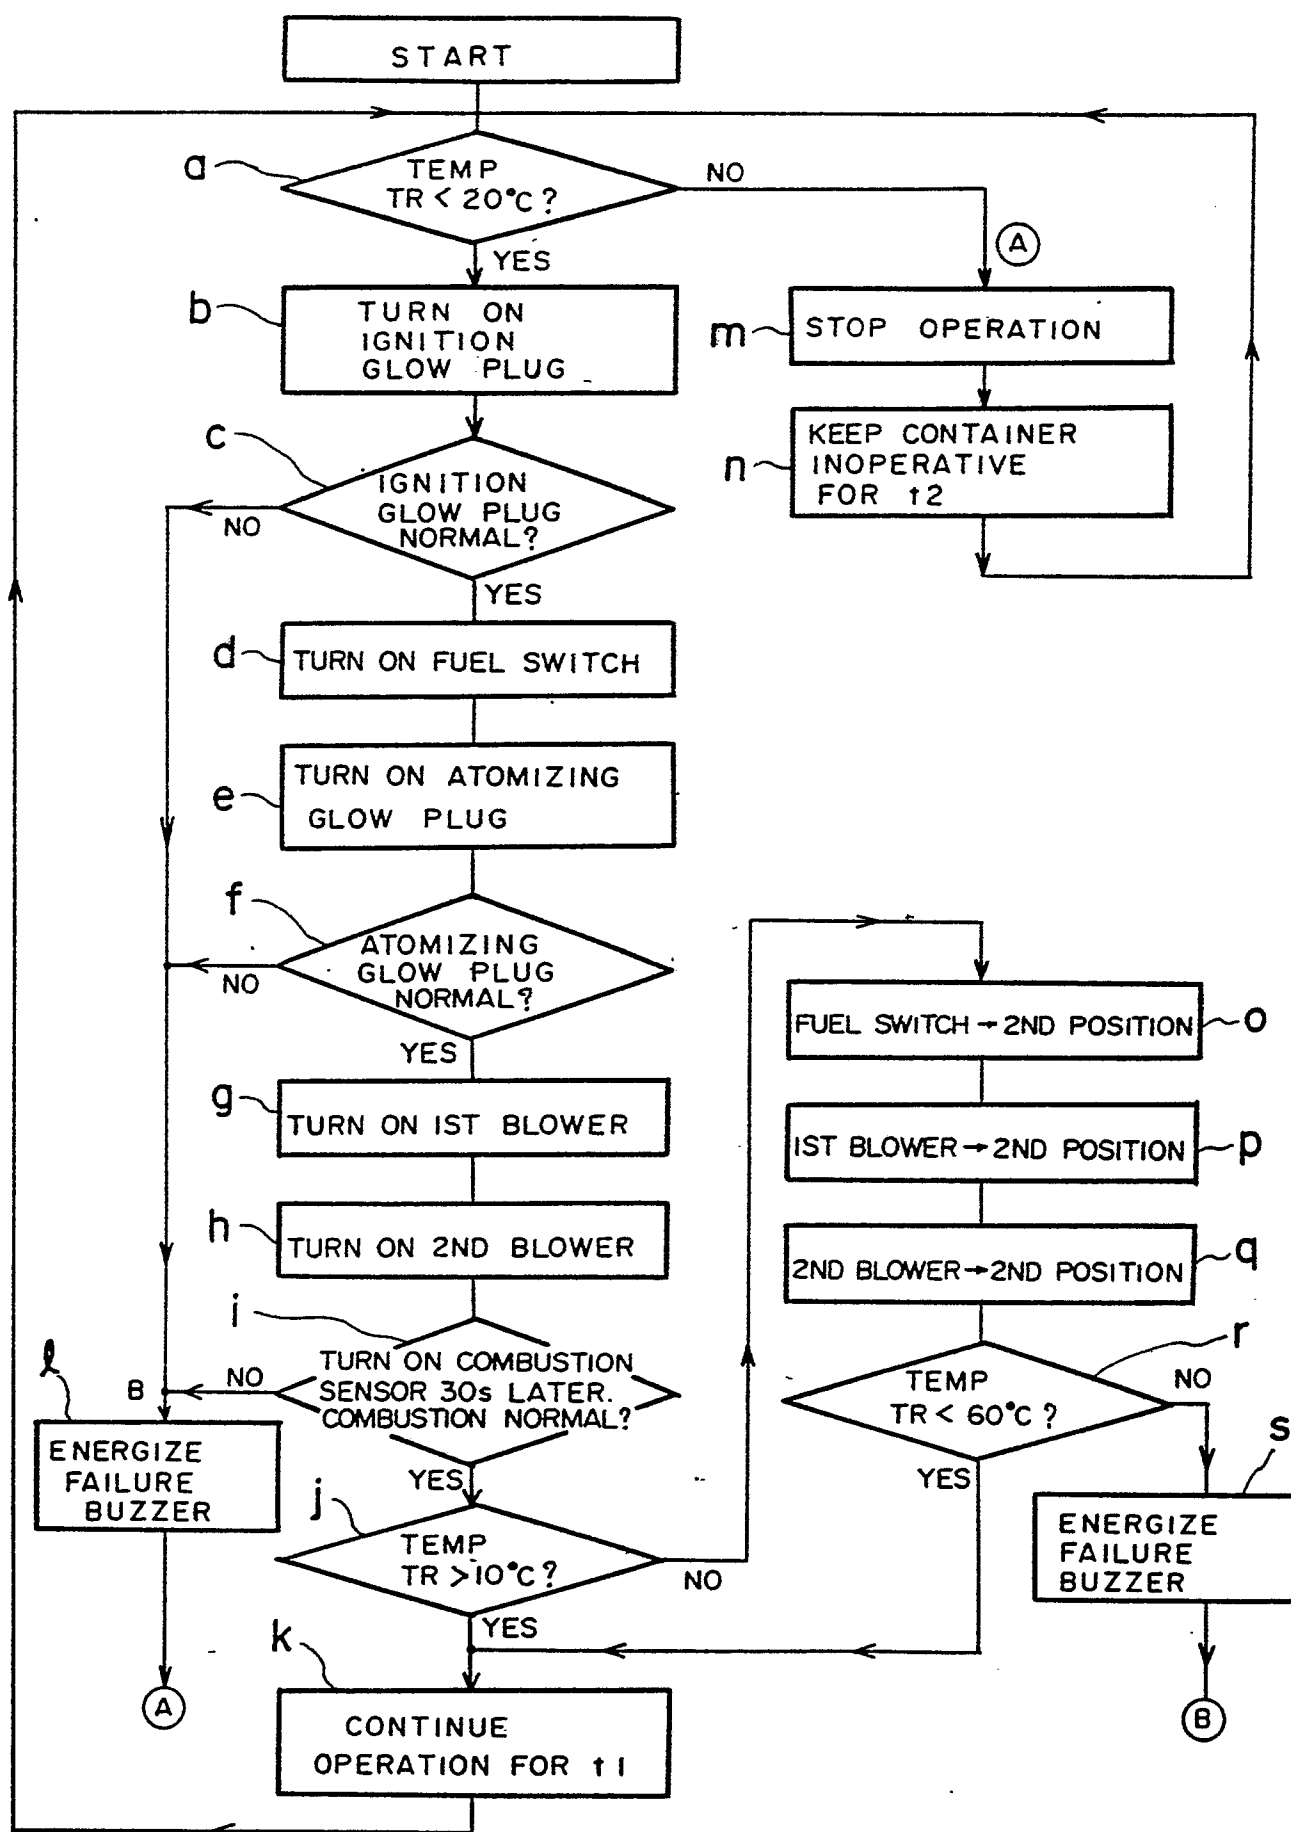 START
a
TEMP
TR < 20°C ?
NO
YES
A
b
TURN ON
IGNITION
GLOW PLUG
m
STOP OPERATION
c
IGNITION
GLOW PLUG
NORMAL?
NO
YES
n
KEEP CONTAINER
INOPERATIVE
FOR t2
d
TURN ON FUEL SWITCH
e
TURN ON ATOMIZING
GLOW PLUG
f
ATOMIZING
GLOW PLUG
NORMAL?
NO
YES
g
TURN ON 1ST BLOWER
h
TURN ON 2ND BLOWER
i
TURN ON COMBUSTION
SENSOR 30s LATER.
COMBUSTION NORMAL?
NO
YES
B
l
ENERGIZE
FAILURE
BUZZER
A
j
TEMP
TR >10°C ?
NO
YES
k
CONTINUE
OPERATION FOR t1
FUEL SWITCH→2ND POSITION
o
1ST BLOWER→2ND POSITION
p
2ND BLOWER→2ND POSITION
q
r
TEMP
TR < 60°C ?
NO
YES
s
ENERGIZE
FAILURE
BUZZER
B